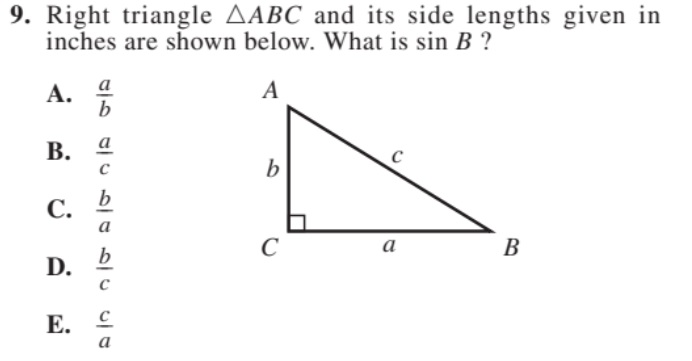 9. Right triangle △ABC and its side lengths given in
inches are shown below. What is sin B ?
A. a/b
B. a/c
C. b/a
D. b/c
E. c/a
A
b
c
C
a
B